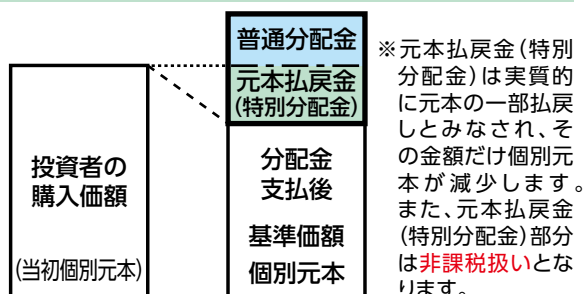 普通分配金
元本払戻金
(特別分配金)
投資者の
購入価額
(当初個別元本)
分配金
支払後
基準価額
個別元本
※元本払戻金(特別
分配金)は実質的
に元本の一部払戻
しとみなされ、そ
の金額だけ個別元
本が減少します。
また、元本払戻金
(特別分配金)部分
は非課税扱いとな
ります。